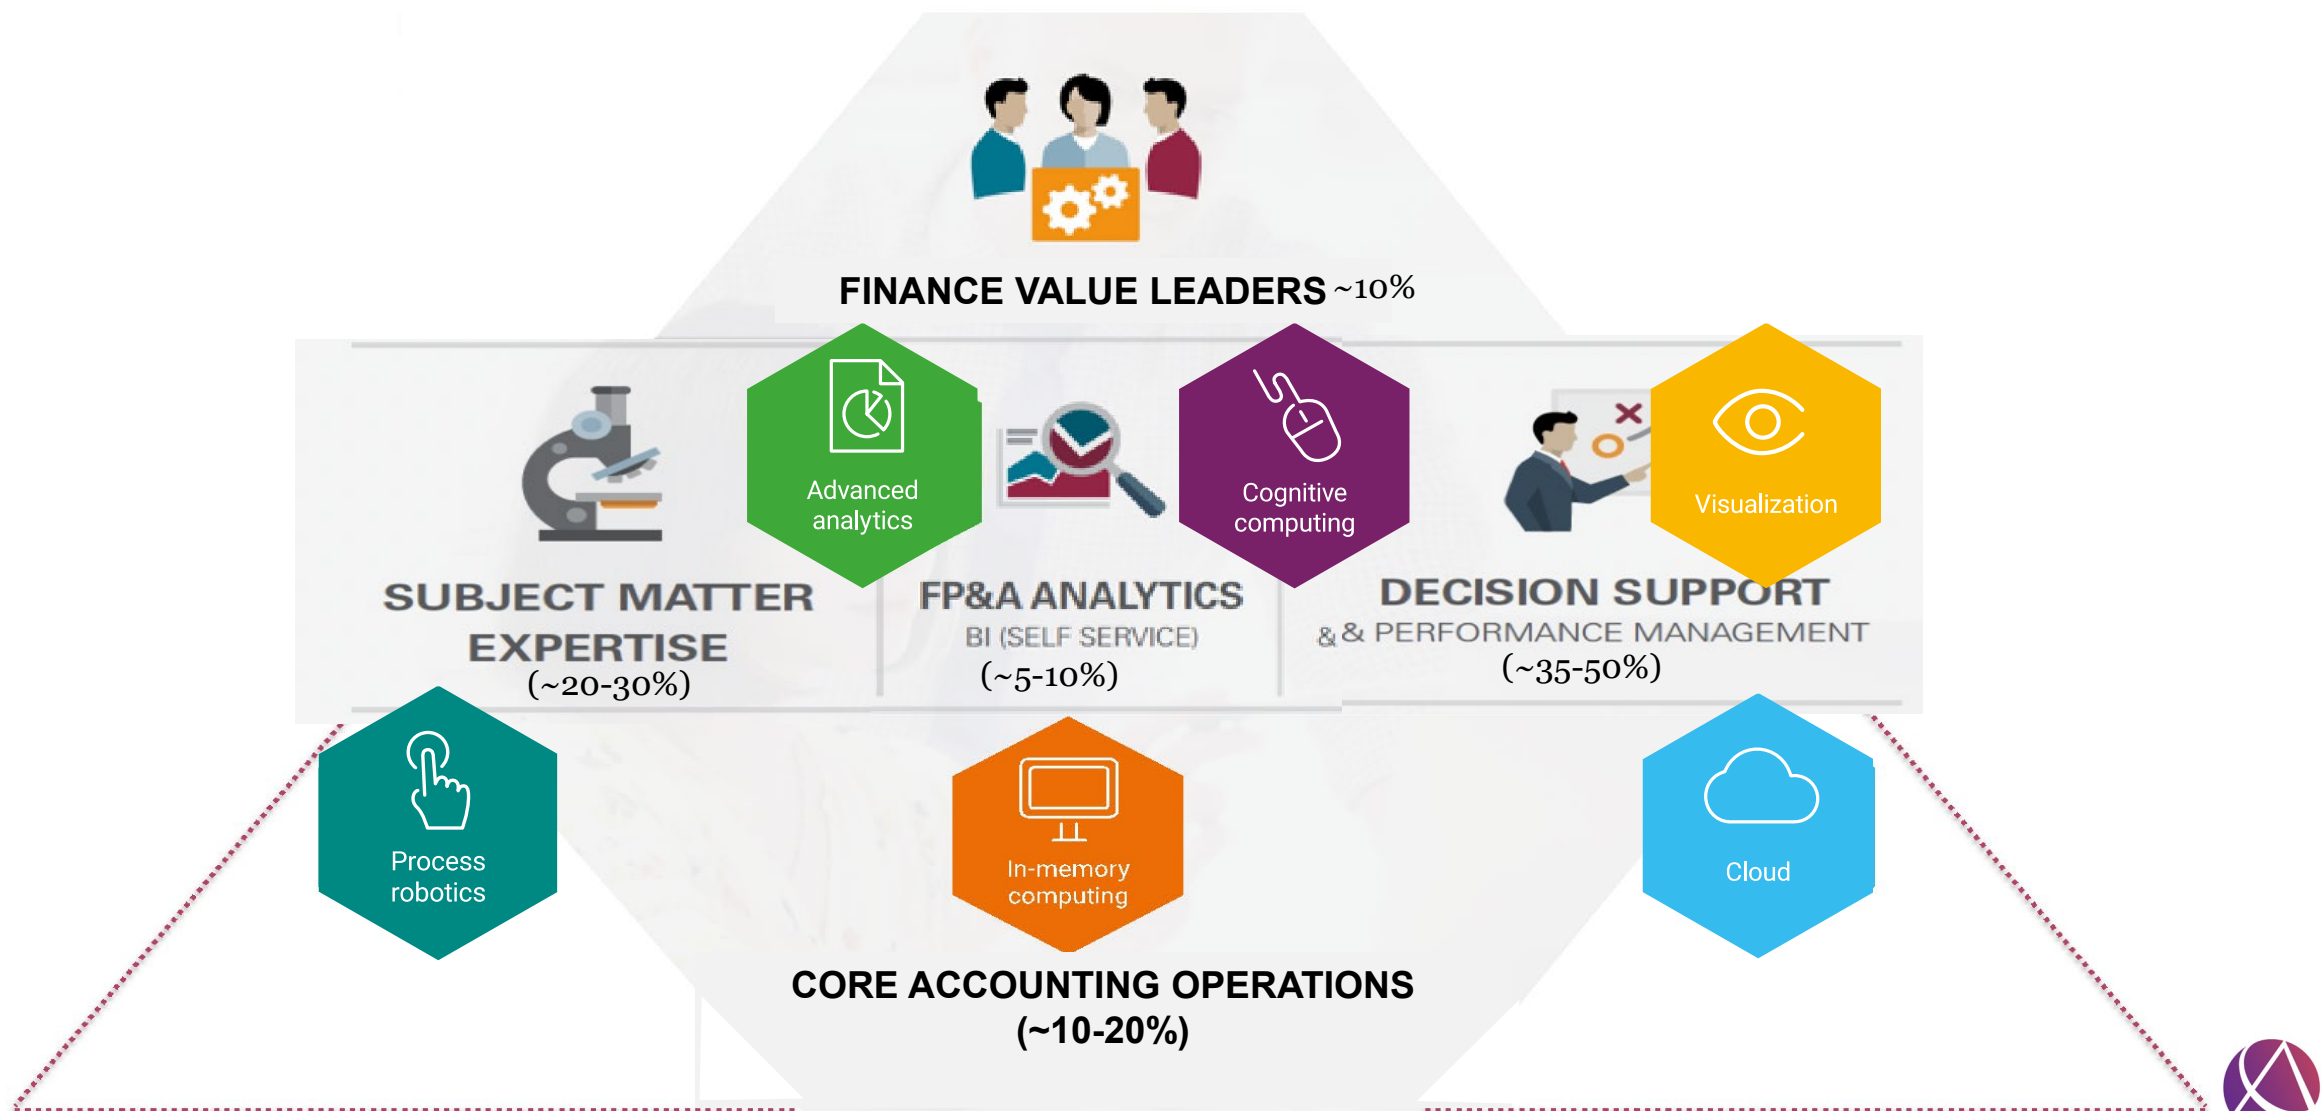 FINANCE VALUE LEADERS ~10%
Advanced
analytics
Cognitive
computing
Visualization
SUBJECT MATTER
EXPERTISE
(~20-30%)
FP&A ANALYTICS
BI (SELF SERVICE)
(~5-10%)
DECISION SUPPORT
& & PERFORMANCE MANAGEMENT
(~35-50%)
Process
robotics
In-memory
computing
Cloud
CORE ACCOUNTING OPERATIONS
(~10-20%)